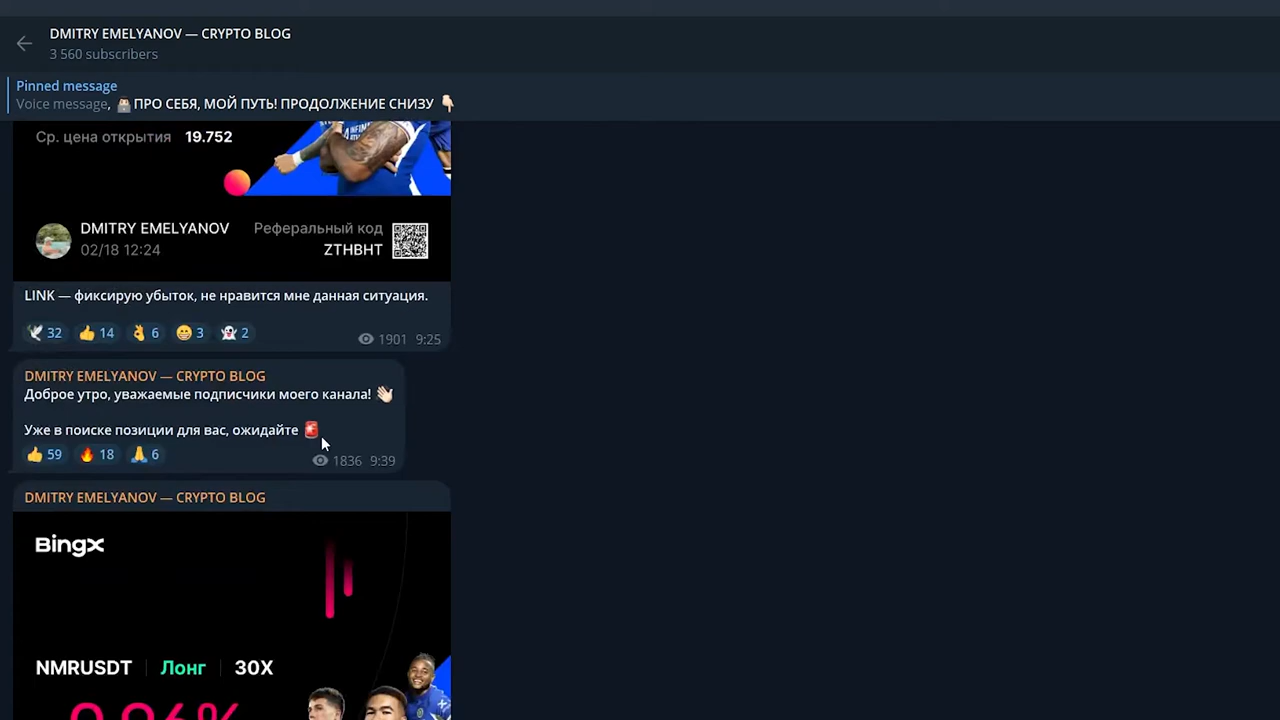 DMITRY EMELYANOV — CRYPTO BLOG
3 560 subscribers
Pinned message
Voice message, ПРО СЕБЯ, МОЙ ПУТЬ! ПРОДОЛЖЕНИЕ СНИЗУ
Ср. цена открытия 19.752
DMITRY EMELYANOV Реферальный код
02/18 12:24 ZTHBHT
LINK — фиксирую убыток, не нравится мне данная ситуация.
32 14 6 3 2 1901 9:25
DMITRY EMELYANOV — CRYPTO BLOG
Доброе утро, уважаемые подписчики моего канала!
Уже в поиске позиции для вас, ожидайте
59 18 6 1836 9:39
DMITRY EMELYANOV — CRYPTO BLOG
BingX
NMRUSDT Лонг 30X